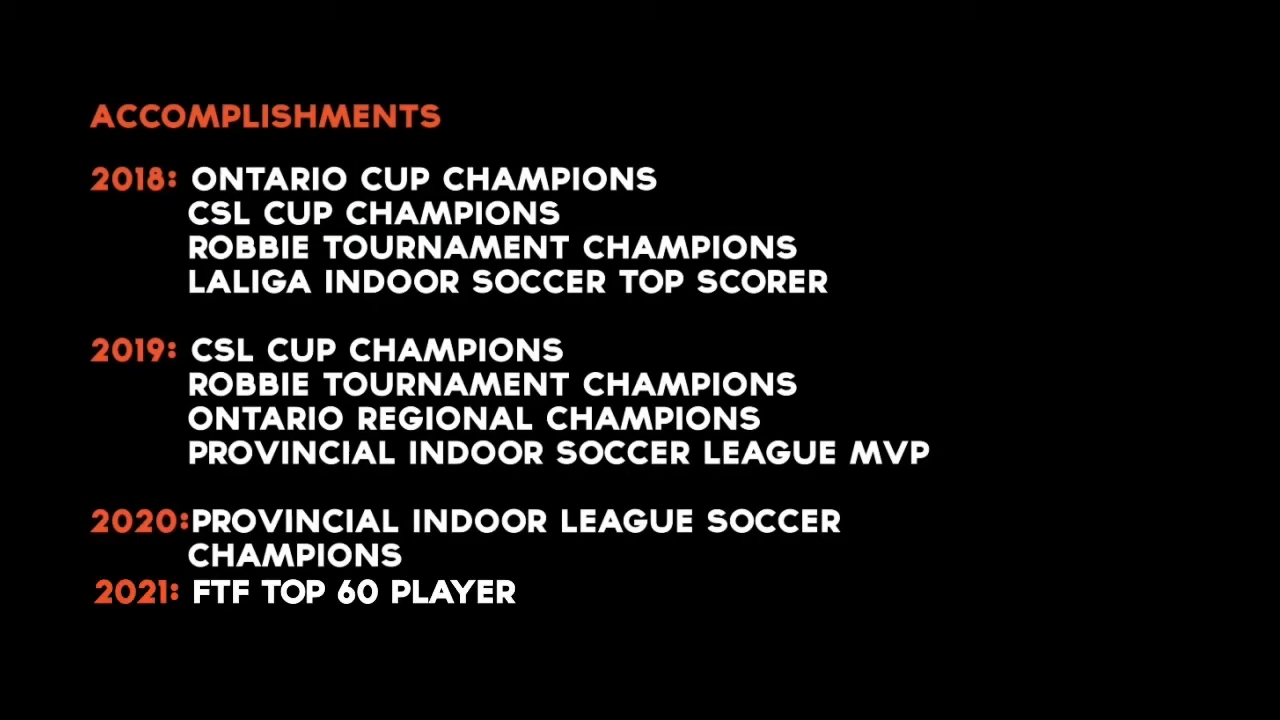 ACCOMPLISHMENTS
2018: ONTARIO CUP CHAMPIONS
CSL CUP CHAMPIONS
ROBBIE TOURNAMENT CHAMPIONS
LALIGA INDOOR SOCCER TOP SCORER
2019: CSL CUP CHAMPIONS
ROBBIE TOURNAMENT CHAMPIONS
ONTARIO REGIONAL CHAMPIONS
PROVINCIAL INDOOR SOCCER LEAGUE MVP
2020:PROVINCIAL INDOOR LEAGUE SOCCER
CHAMPIONS
2021: FTF TOP 60 PLAYER